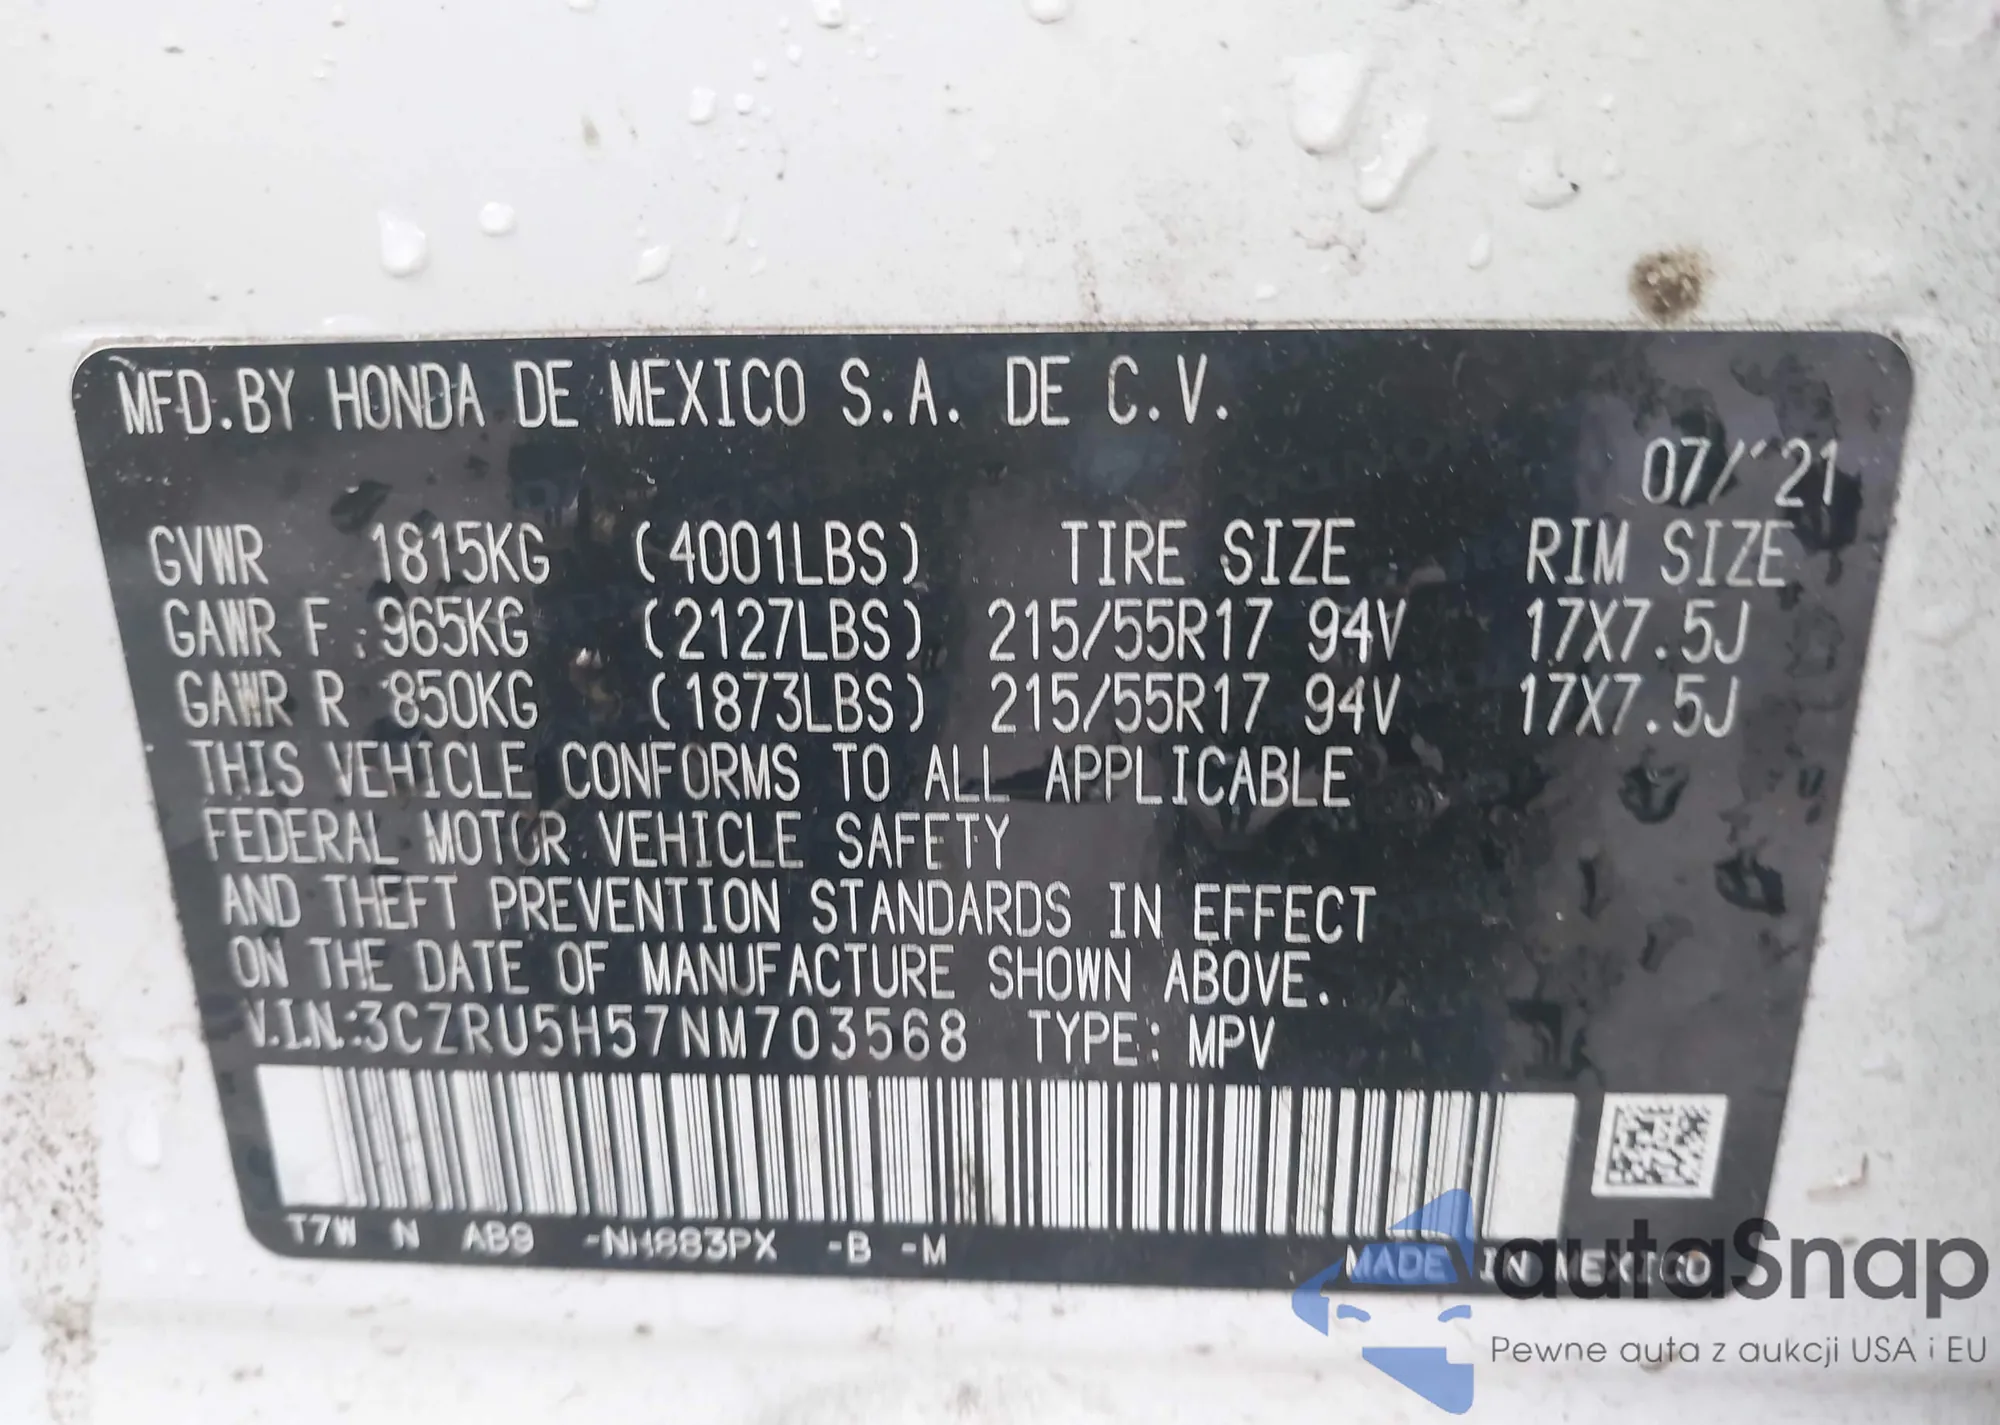 MFD.BY HONDA DE MEXICO S.A. DE C.V.
07/21
GVWR 1815KG (4001LBS) TIRE SIZE RIM SIZE
GAWR F 965KG (2127LBS) 215/55R17 94V 17X7.5J
GAWR R 850KG (1873LBS) 215/55R17 94V 17X7.5J
THIS VEHICLE CONFORMS TO ALL APPLICABLE
FEDERAL MOTOR VEHICLE SAFETY
AND THEFT PREVENTION STANDARDS IN EFFECT
ON THE DATE OF MANUFACTURE SHOWN ABOVE.
V.I.N.:3CZRU5H57NM703568 TYPE: MPV
T7W N AB9 -NH883PX -B -M
MADE IN MEXICO
autaSnap
Pewne auta z aukcji USA i EU